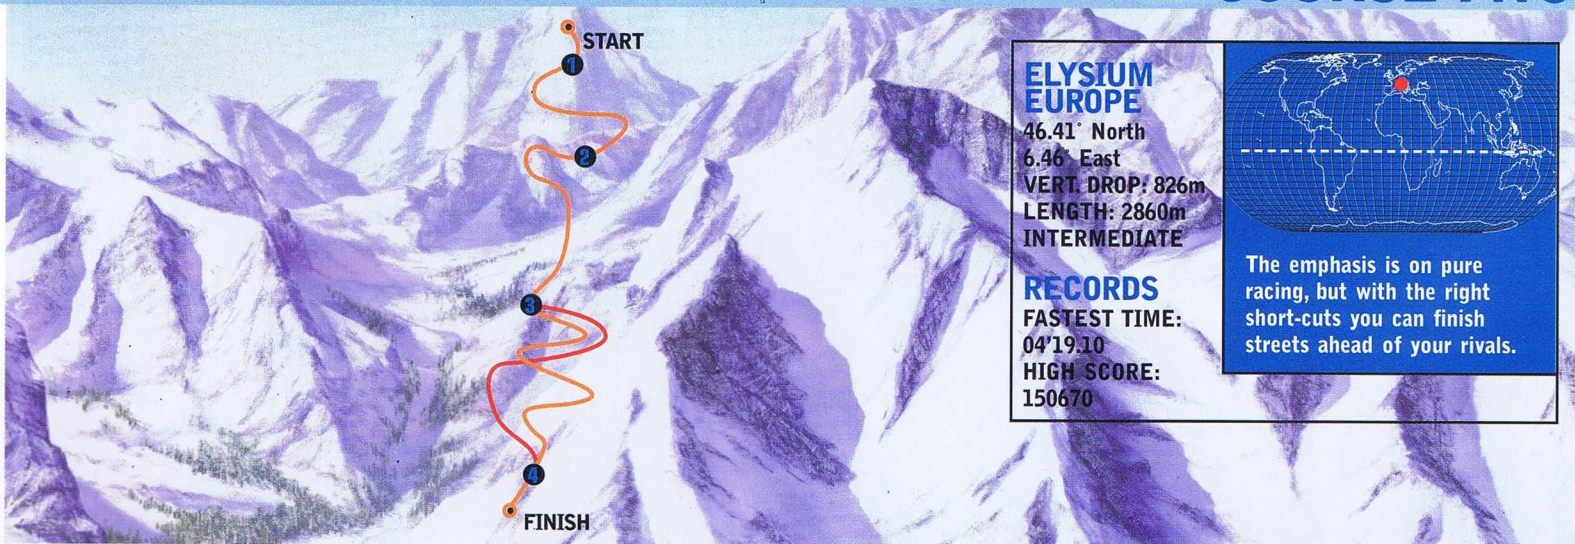 START
1
2
3
4
FINISH
ELYSIUM
EUROPE
46.41° North
6.46° East
VERT. DROP: 826m
LENGTH: 2860m
INTERMEDIATE
RECORDS
FASTEST TIME:
04'19.10
HIGH SCORE:
150670
The emphasis is on pure
racing, but with the right
short-cuts you can finish
streets ahead of your rivals.